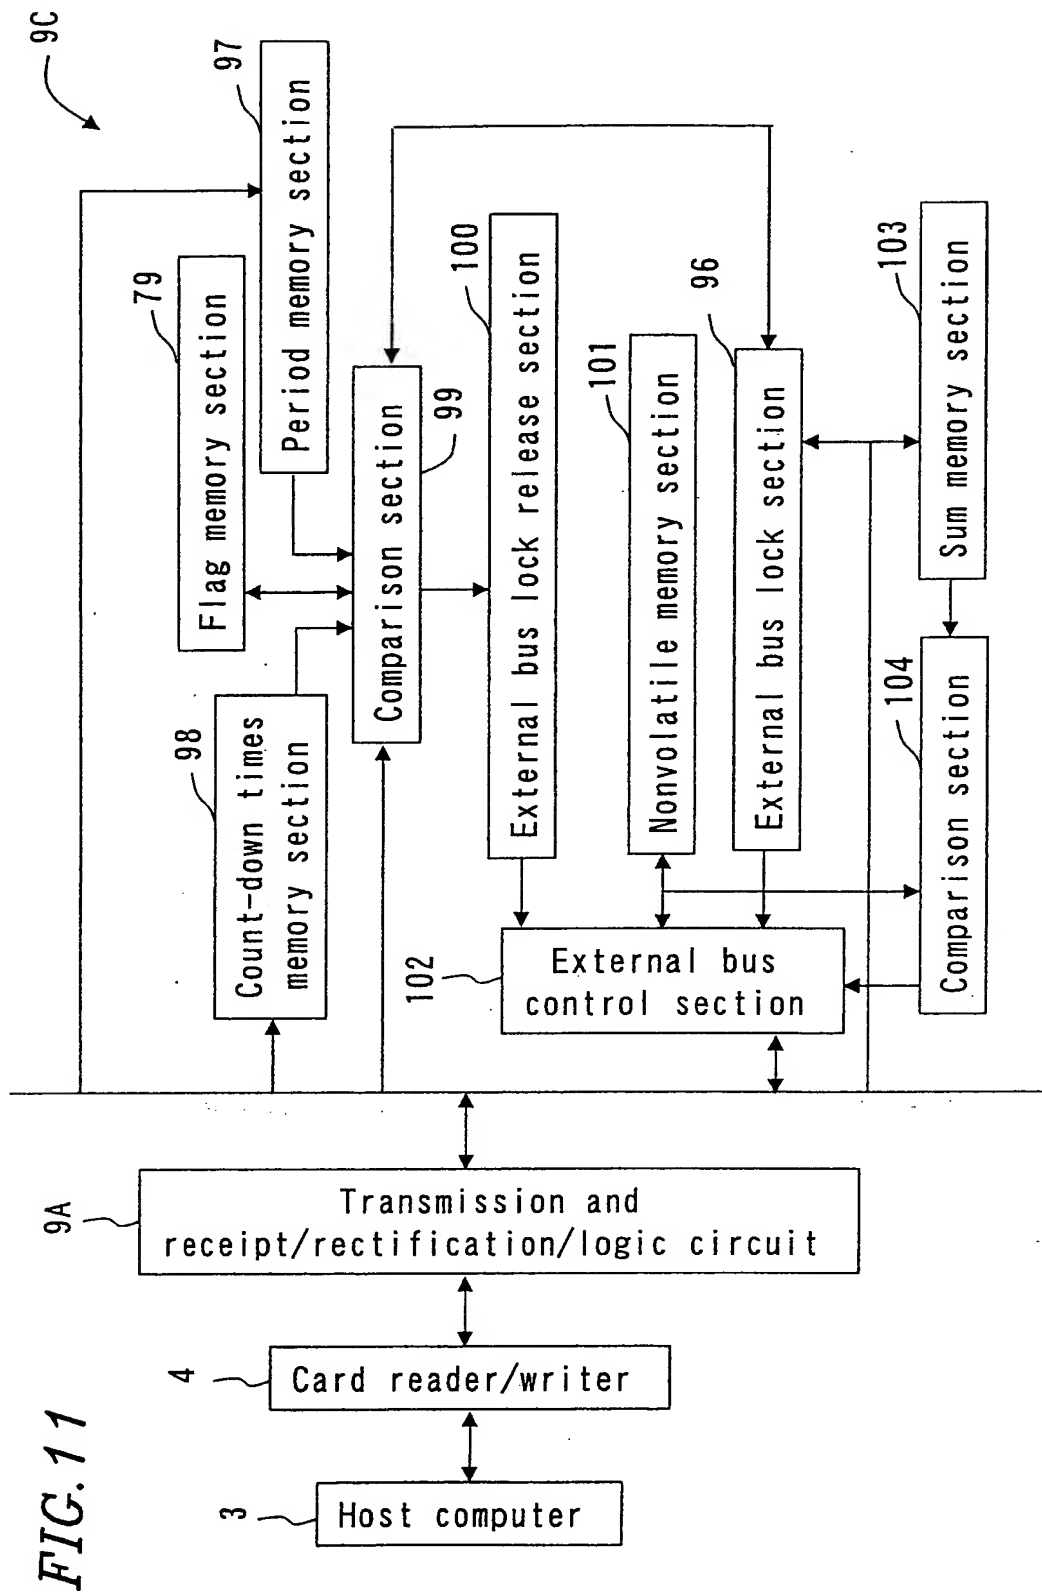 FIG.11
9C
3
Host computer
4
Card reader/writer
9A
Transmission and
receipt/rectification/logic circuit
98
Count-down times
memory section
79
Flag memory section
97
Period memory section
Comparison section
99
100
External bus lock release section
101
Nonvolatile memory section
96
External bus lock section
102
External bus
control section
103
Sum memory section
104
Comparison section